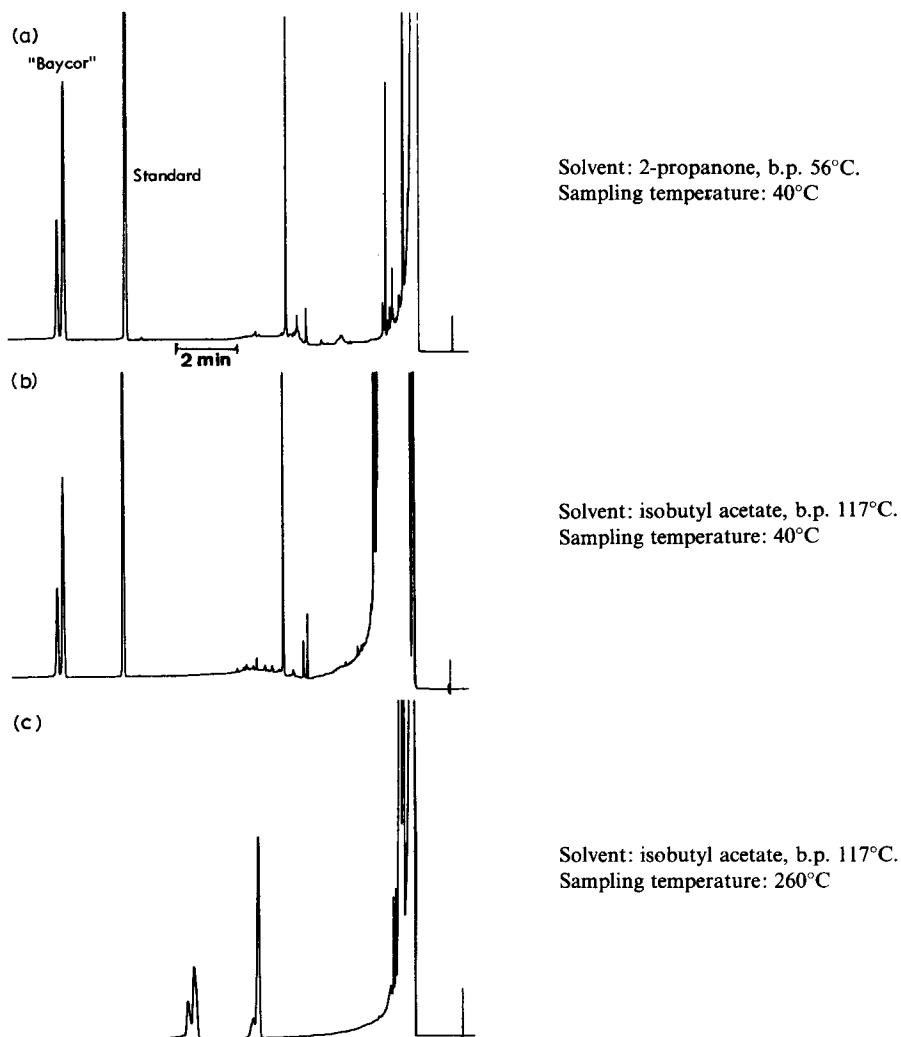 (a)
"Baycor"
Standard
2 min
Solvent: 2-propanone, b.p. 56°C.
Sampling temperature: 40°C
(b)
Solvent: isobutyl acetate, b.p. 117°C.
Sampling temperature: 40°C
(c)
Solvent: isobutyl acetate, b.p. 117°C.
Sampling temperature: 260°C